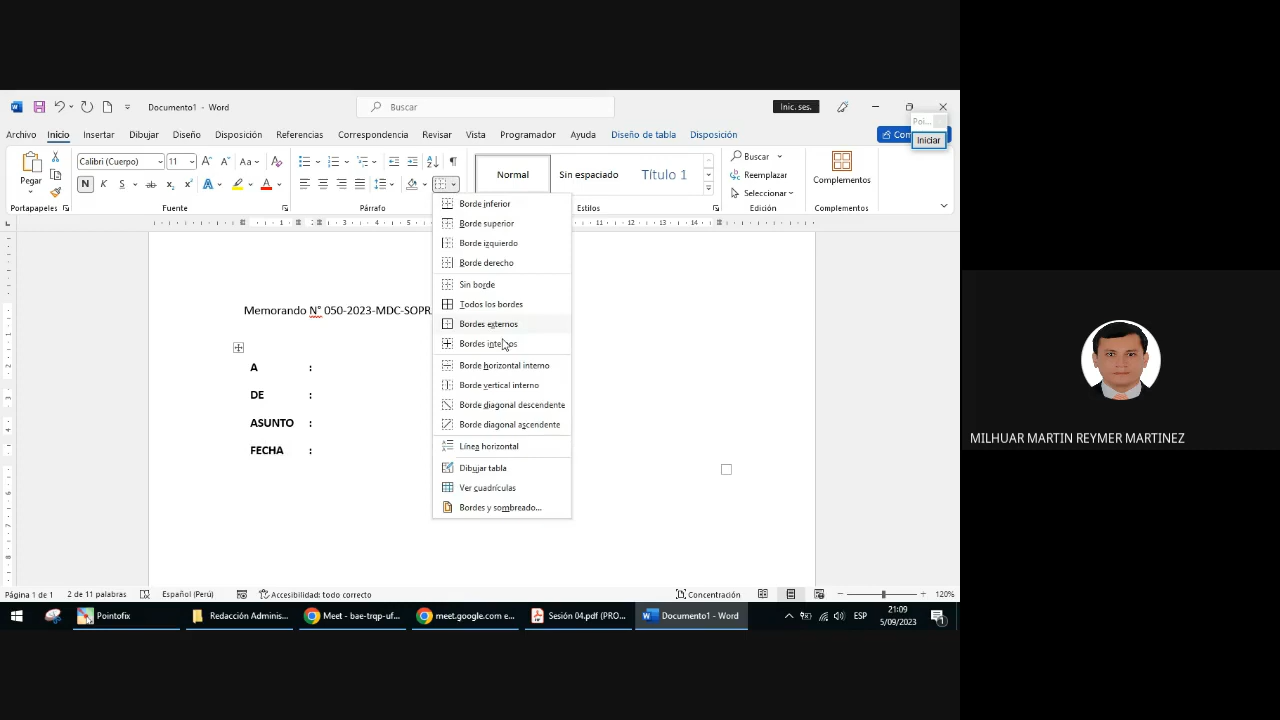 Documento1 - Word
Buscar
Inic. ses.
Poi...
Iniciar
Archivo Inicio Insertar Dibujar Diseño Disposición Referencias Correspondencia Revisar Vista Programador Ayuda Diseño de tabla Disposición
Pegar
Calibri (Cuerpo) 11
Aa
N K S ab x₂ x² A A
Normal
Sin espaciado
Título 1
Buscar
Reemplazar
Seleccionar
Complementos
Portapapeles Fuente Párrafo Estilos Edición Complementos
Borde inferior
Borde superior
Borde izquierdo
Borde derecho
Sin borde
Todos los bordes
Bordes externos
Bordes internos
Borde horizontal interno
Borde vertical interno
Borde diagonal descendente
Borde diagonal ascendente
Línea horizontal
Dibujar tabla
Ver cuadrículas
Bordes y sombreado...
Memorando N° 050-2023-MDC-SOPR
A :
DE :
ASUNTO :
FECHA :
MILHUAR MARTIN REYMER MARTINEZ
Página 1 de 1 2 de 11 palabras Español (Perú) Accesibilidad: todo correcto Concentración 120%
Pointofix
Redacción Adminis...
Meet - bae-trqp-uf...
meet.google.com e...
Sesión 04.pdf (PRO...
Documento1 - Word
ESP
21:09
5/09/2023
1